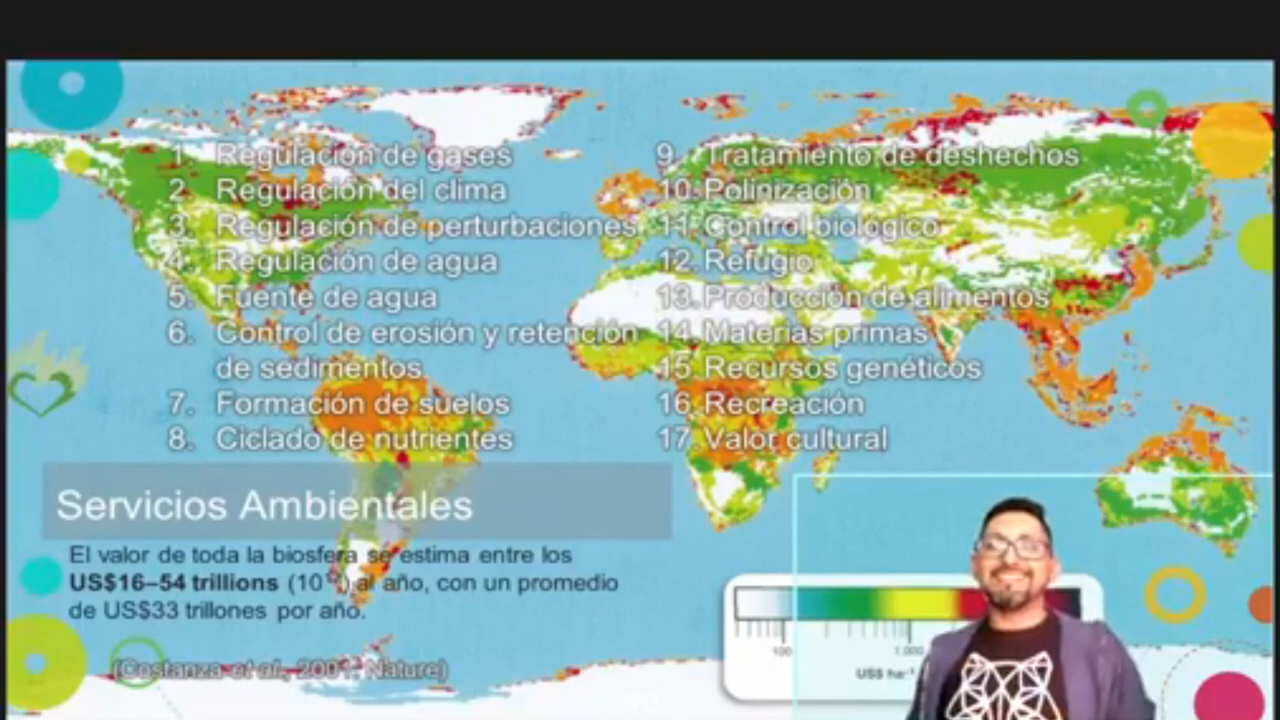 1. Regulación de gases
2. Regulación del clima
3. Regulación de perturbaciones
4. Regulación de agua
5. Fuente de agua
6. Control de erosión y retención
de sedimentos
7. Formación de suelos
8. Ciclado de nutrientes
9. Tratamiento de deshechos
10. Polinización
11. Control biologico
12. Refugio
13. Producción de alimentos
14. Materias primas
15. Recursos genéticos
16. Recreación
17. Valor cultural
Servicios Ambientales
El valor de toda la biosfera se estima entre los
US$16–54 trillions al año, con un promedio
de US$33 trillones por año.
(Costanza et al., Nature)
100
1.000
US$ ha⁻¹